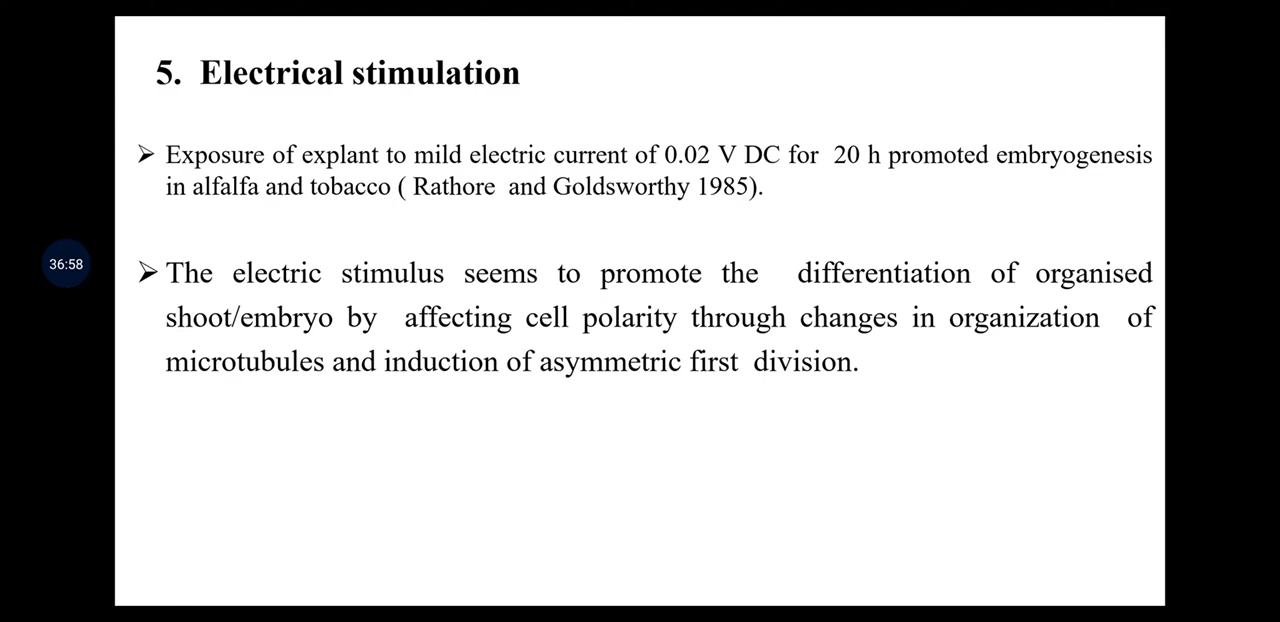 5. Electrical stimulation
➢ Exposure of explant to mild electric current of 0.02 V DC for 20 h promoted embryogenesis
in alfalfa and tobacco ( Rathore and Goldsworthy 1985).
36:58
➢ The electric stimulus seems to promote the differentiation of organised
shoot/embryo by affecting cell polarity through changes in organization of
microtubules and induction of asymmetric first division.